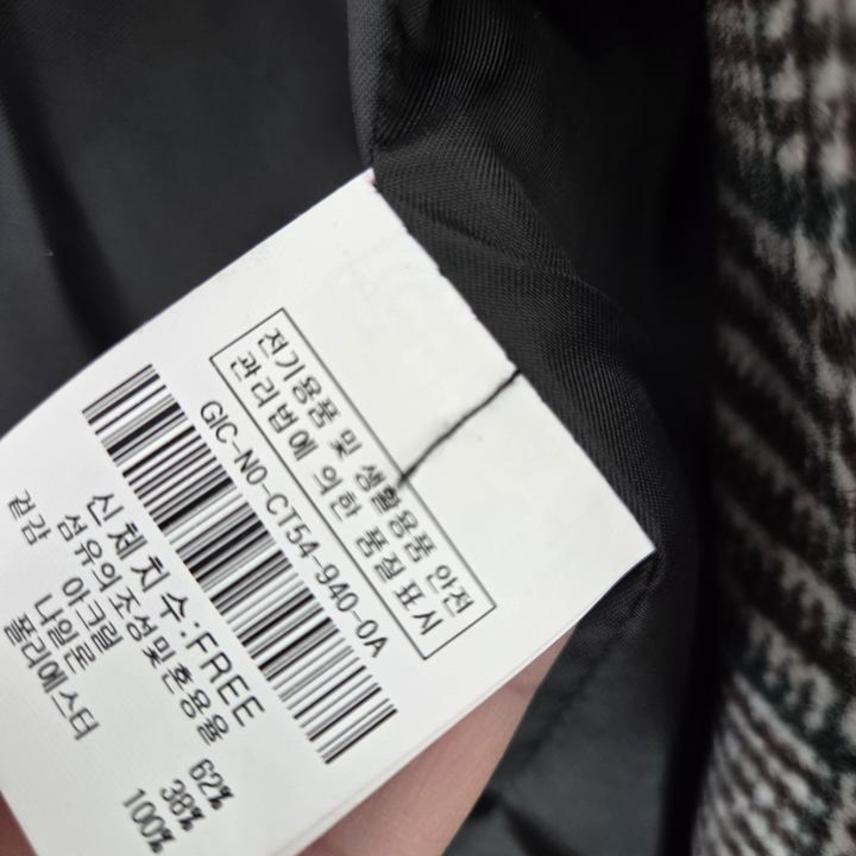 전기용품 및 생활용품 안전
관리법에 의한 품질 표시
GIC-NO-CT54-940-0A
신체치수:FREE
섬유의조성및혼용율
겉감 아크릴 62%
나일론 38%
폴리에스터 100%